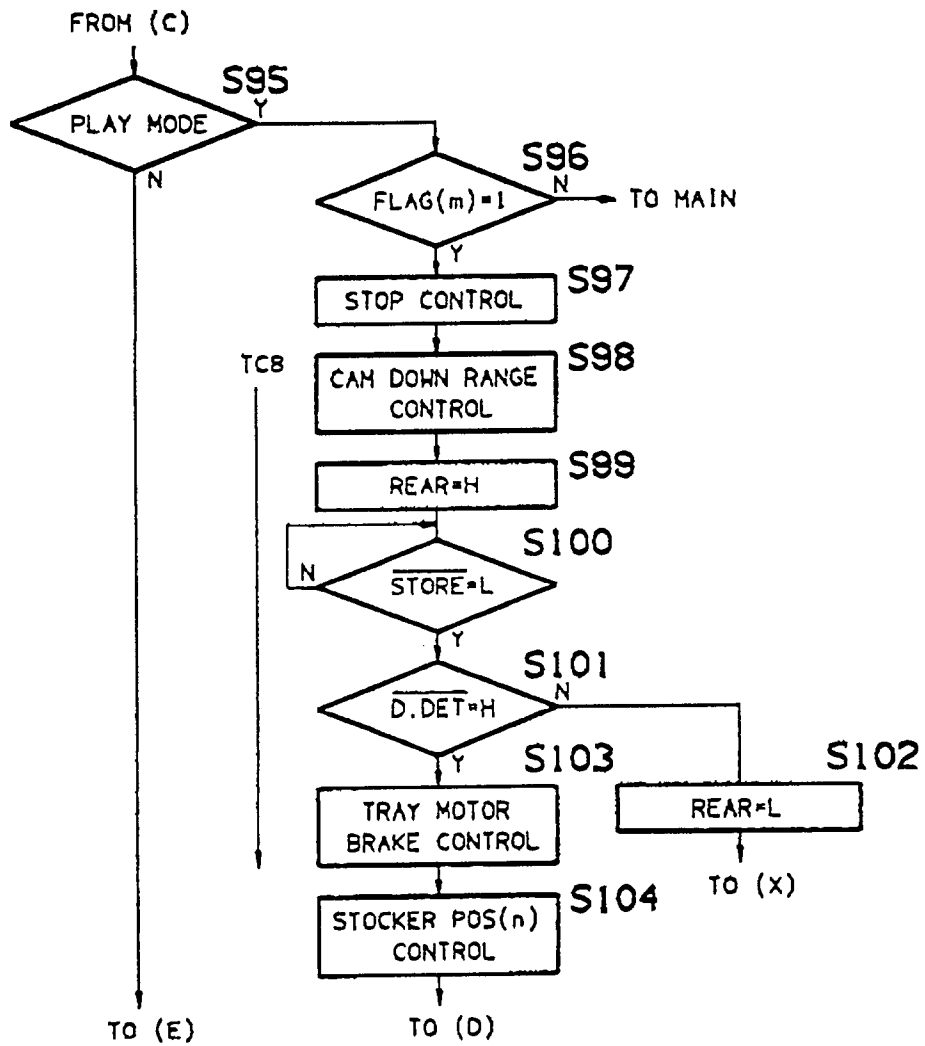 FROM (C)
S95
PLAY MODE
Y
N
S96
FLAG(m)=1
N
TO MAIN
Y
S97
STOP CONTROL
TC8
S98
CAM DOWN RANGE
CONTROL
S99
REAR=H
S100
STORE=L
N
Y
S101
D.DET=H
N
Y
S103
TRAY MOTOR
BRAKE CONTROL
S102
REAR=L
TO (X)
S104
STOCKER POS(n)
CONTROL
TO (E)
TO (D)